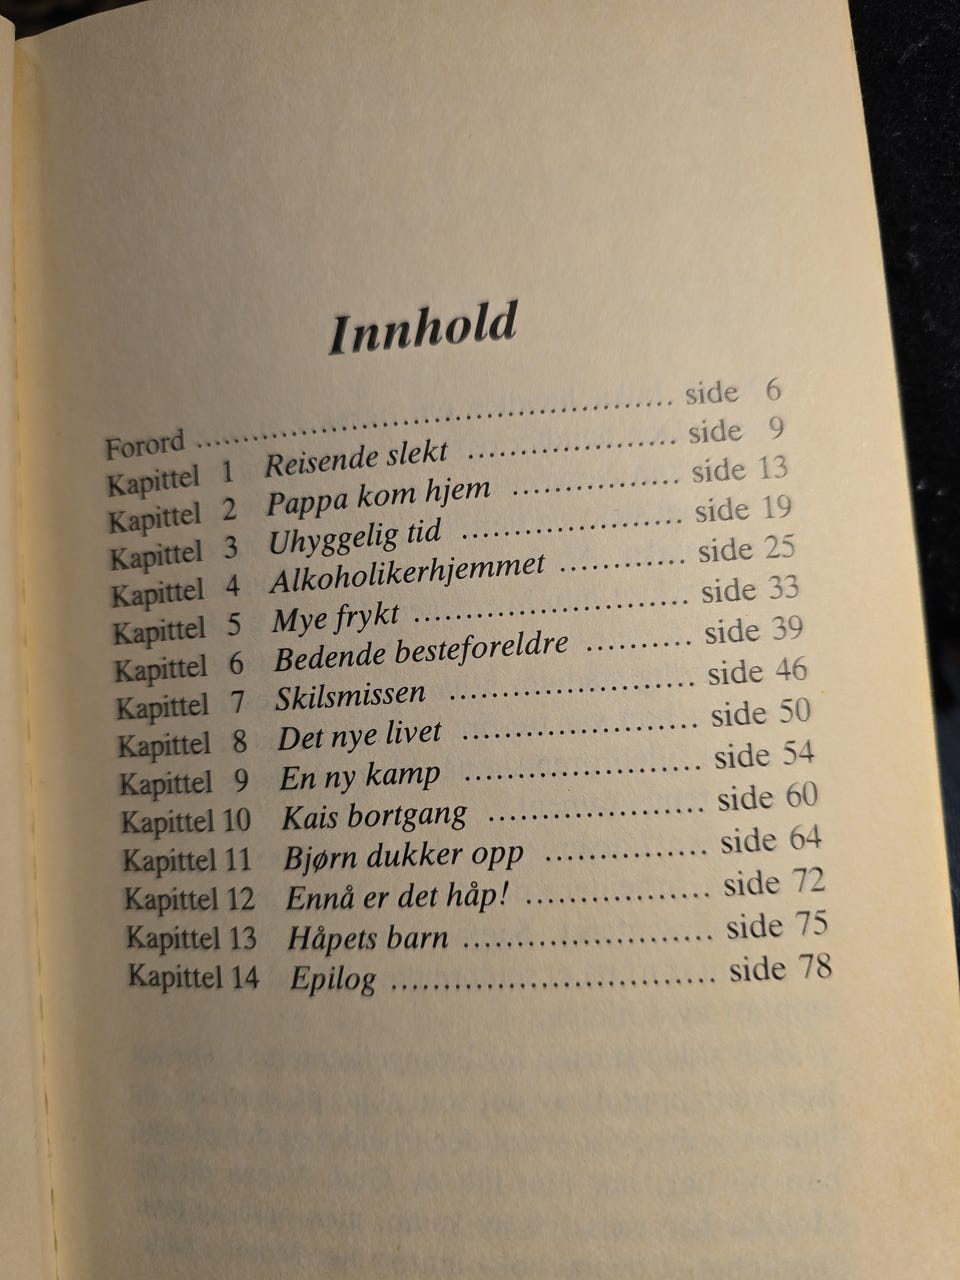 Innhold
Forord ........................................ side 6
Kapittel 1 Reisende slekt ..................... side 9
Kapittel 2 Pappa kom hjem ................. side 13
Kapittel 3 Uhyggelig tid ...................... side 19
Kapittel 4 Alkoholikerhjemmet ............. side 25
Kapittel 5 Mye frykt ............................ side 33
Kapittel 6 Bedende besteforeldre .......... side 39
Kapittel 7 Skilsmissen ......................... side 46
Kapittel 8 Det nye livet ....................... side 50
Kapittel 9 En ny kamp ........................ side 54
Kapittel 10 Kais bortgang ..................... side 60
Kapittel 11 Bjørn dukker opp ................ side 64
Kapittel 12 Ennå er det håp! .................. side 72
Kapittel 13 Håpets barn ......................... side 75
Kapittel 14 Epilog ................................. side 78